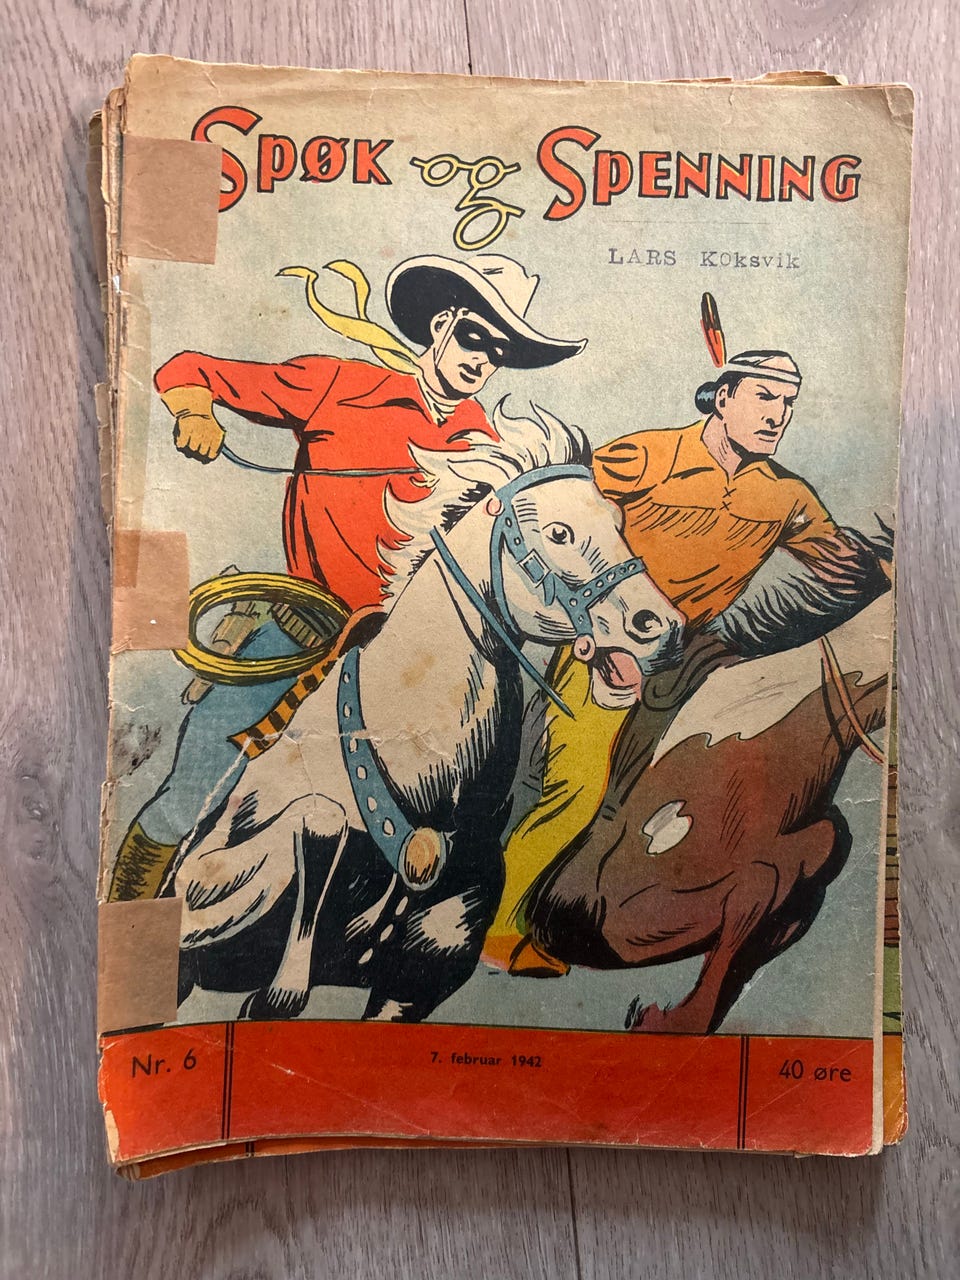 SPØK og SPENNING
LARS KOksvik
Nr. 6
7. februar 1942
40 øre